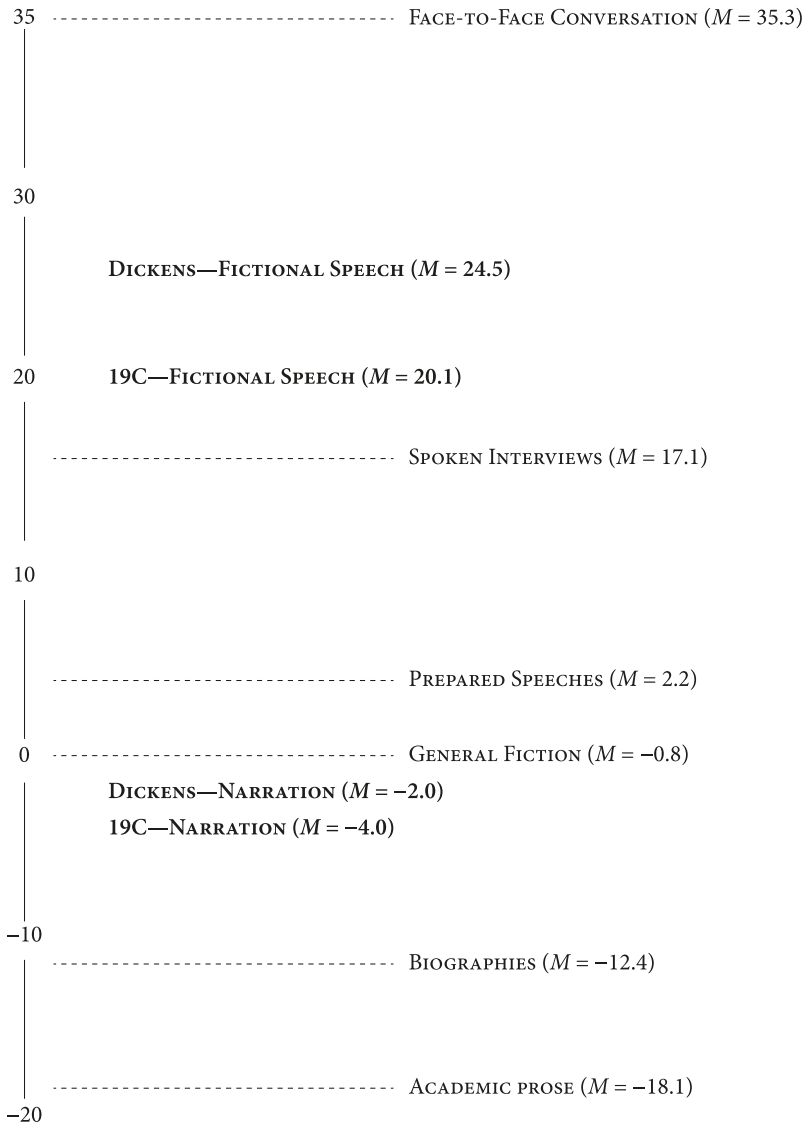 35 Face-to-Face Conversation (M = 35.3)
30
Dickens—Fictional Speech (M = 24.5)
20 19C—Fictional Speech (M = 20.1)
Spoken Interviews (M = 17.1)
10
Prepared Speeches (M = 2.2)
0 General Fiction (M = −0.8)
Dickens—Narration (M = −2.0)
19C—Narration (M = −4.0)
−10
Biographies (M = −12.4)
Academic prose (M = −18.1)
−20